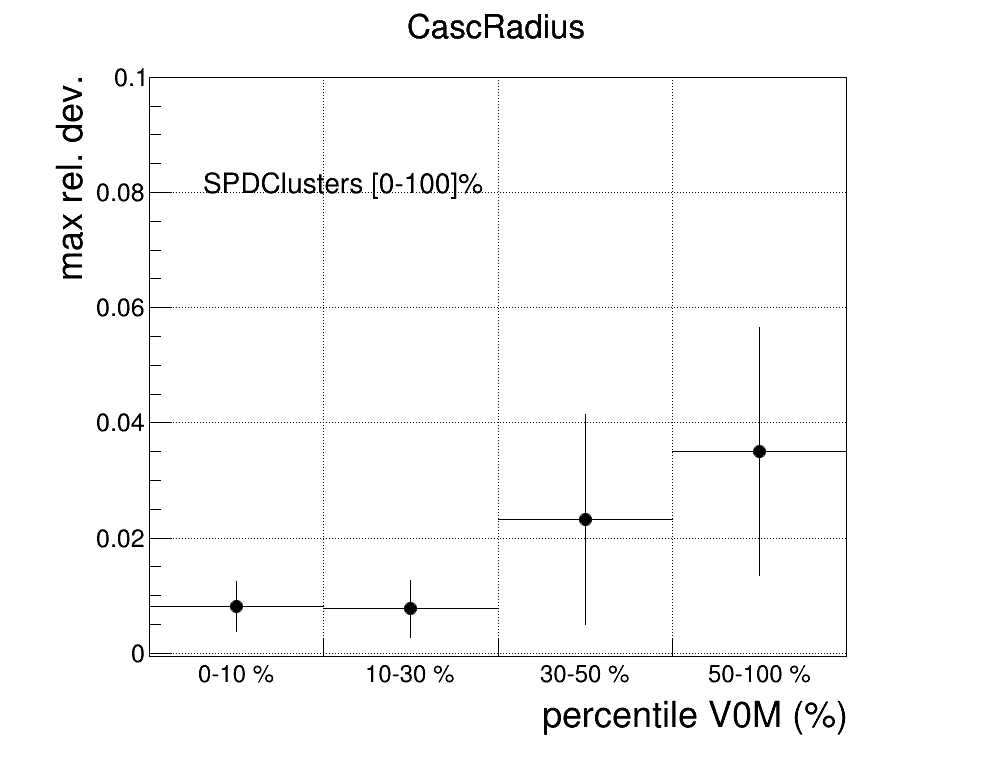 CascRadius
max rel. dev.
0.1
0.08
0.06
0.04
0.02
0
SPDClusters [0-100]%
0-10 % 10-30 % 30-50 % 50-100 %
percentile V0M (%)